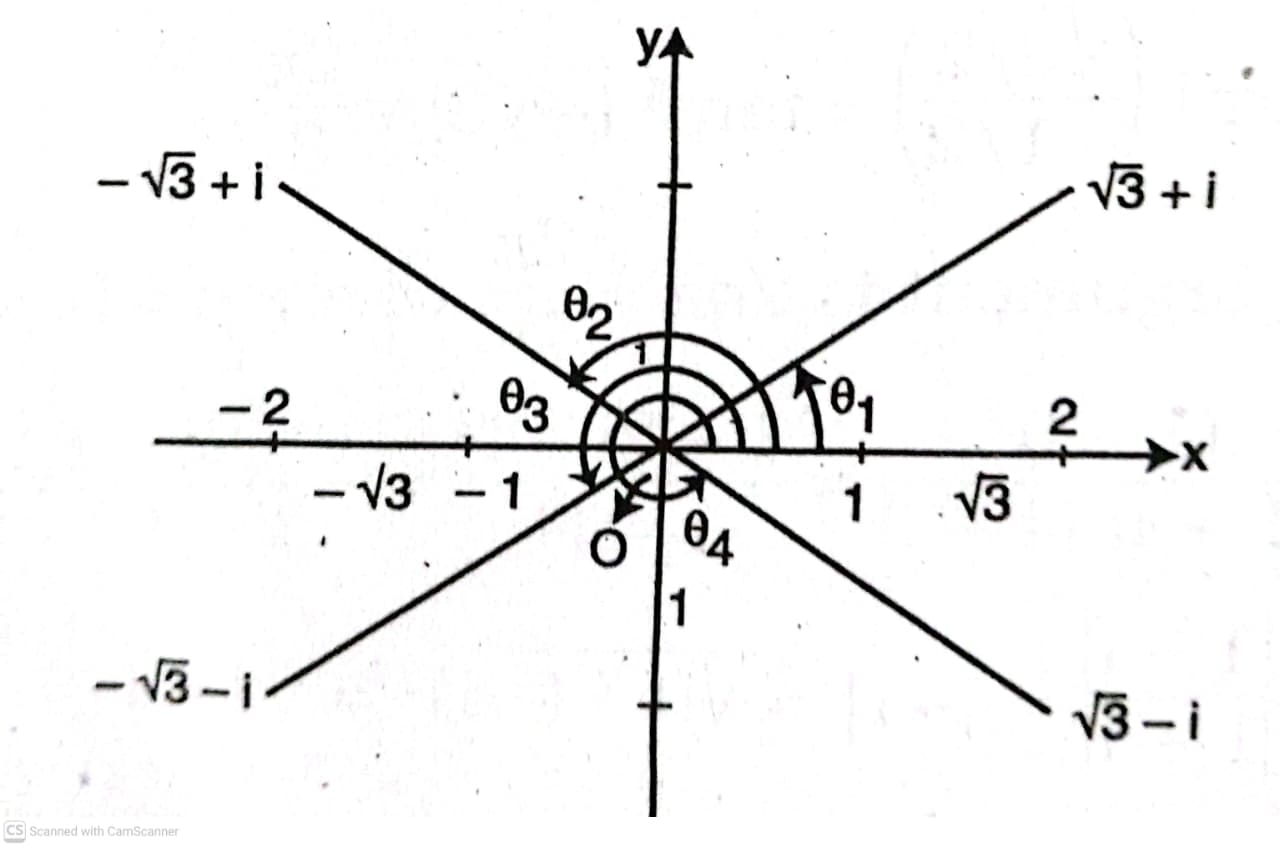 y
− √3 + i
√3 + i
θ2
1
θ3
θ1
− 2
2
x
− √3
− 1
1
√3
O
θ4
1
− √3 − i
√3 − i
CS Scanned with CamScanner